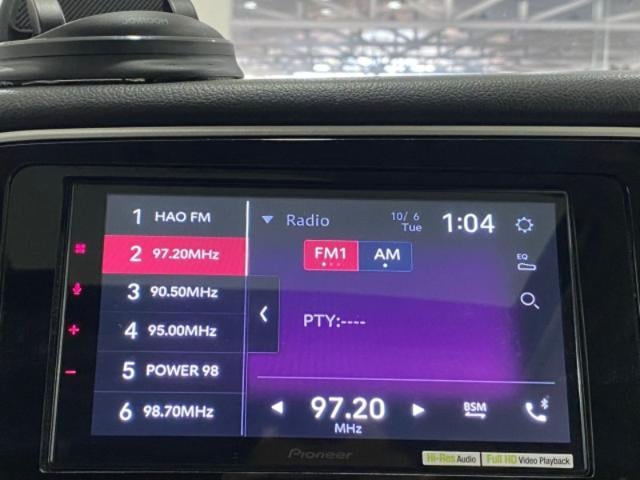 JOYROOM
1 HAO FM
2 97.20MHz
3 90.50MHz
4 95.00MHz
5 POWER 98
6 98.70MHz
Radio
10/ 6
Tue
1:04
EQ
FM1
AM
PTY:----
97.20
MHz
BSM
Pioneer
Hi-Res Audio
Full HD Video Playback